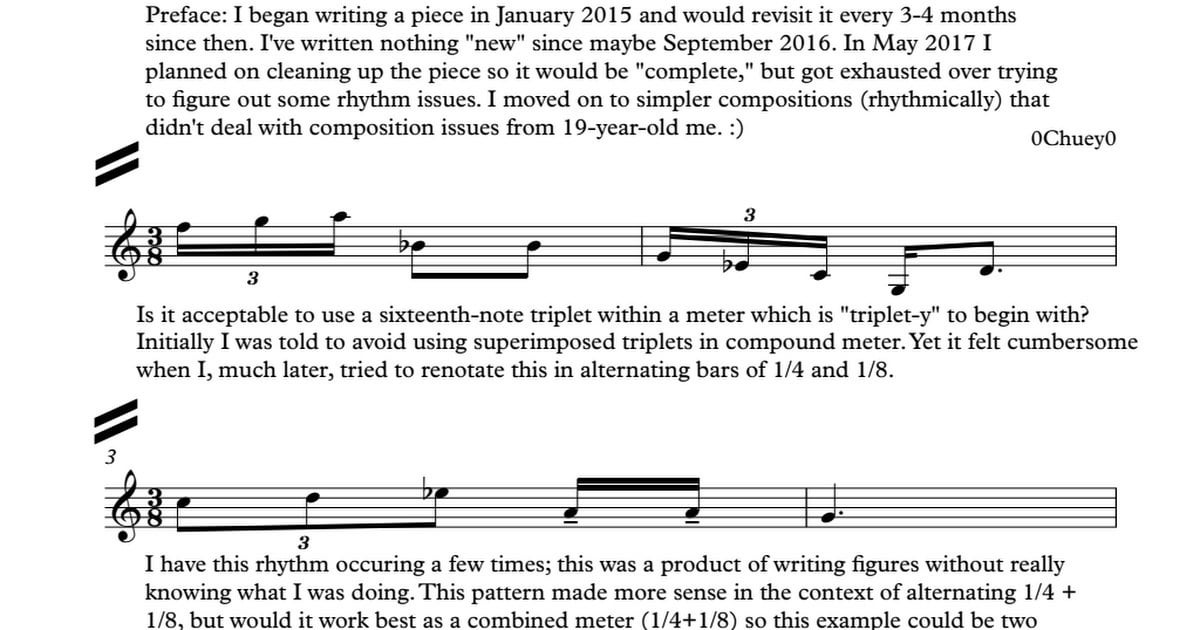 Preface: I began writing a piece in January 2015 and would revisit it every 3-4 months
since then. I've written nothing "new" since maybe September 2016. In May 2017 I
planned on cleaning up the piece so it would be "complete," but got exhausted over trying
to figure out some rhythm issues. I moved on to simpler compositions (rhythmically) that
didn't deal with composition issues from 19-year-old me. :)
0Chuey0
3
3
8
3
Is it acceptable to use a sixteenth-note triplet within a meter which is "triplet-y" to begin with?
Initially I was told to avoid using superimposed triplets in compound meter. Yet it felt cumbersome
when I, much later, tried to renotate this in alternating bars of 1/4 and 1/8.
3
3
8
3
I have this rhythm occuring a few times; this was a product of writing figures without really
knowing what I was doing. This pattern made more sense in the context of alternating 1/4 +
1/8, but would it work best as a combined meter (1/4+1/8) so this example could be two